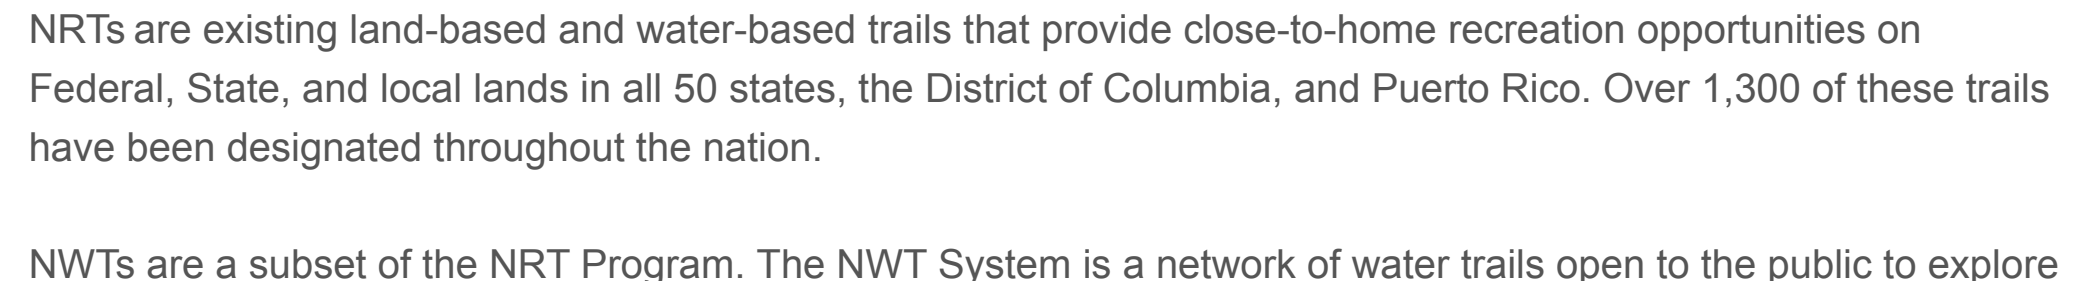 NRTs are existing land-based and water-based trails that provide close-to-home recreation opportunities on
Federal, State, and local lands in all 50 states, the District of Columbia, and Puerto Rico. Over 1,300 of these trails
have been designated throughout the nation.
NWTs are a subset of the NRT Program. The NWT System is a network of water trails open to the public to explore